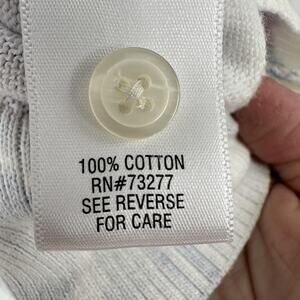 100% COTTON
RN#73277
SEE REVERSE
FOR CARE